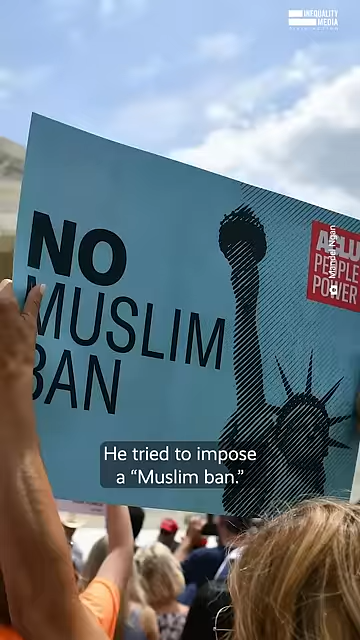 INEQUALITY
MEDIA
NO
MUSLIM
BAN
ACLU
PEOPLE
POWER
Mandel Ngan
He tried to impose
a “Muslim ban.”